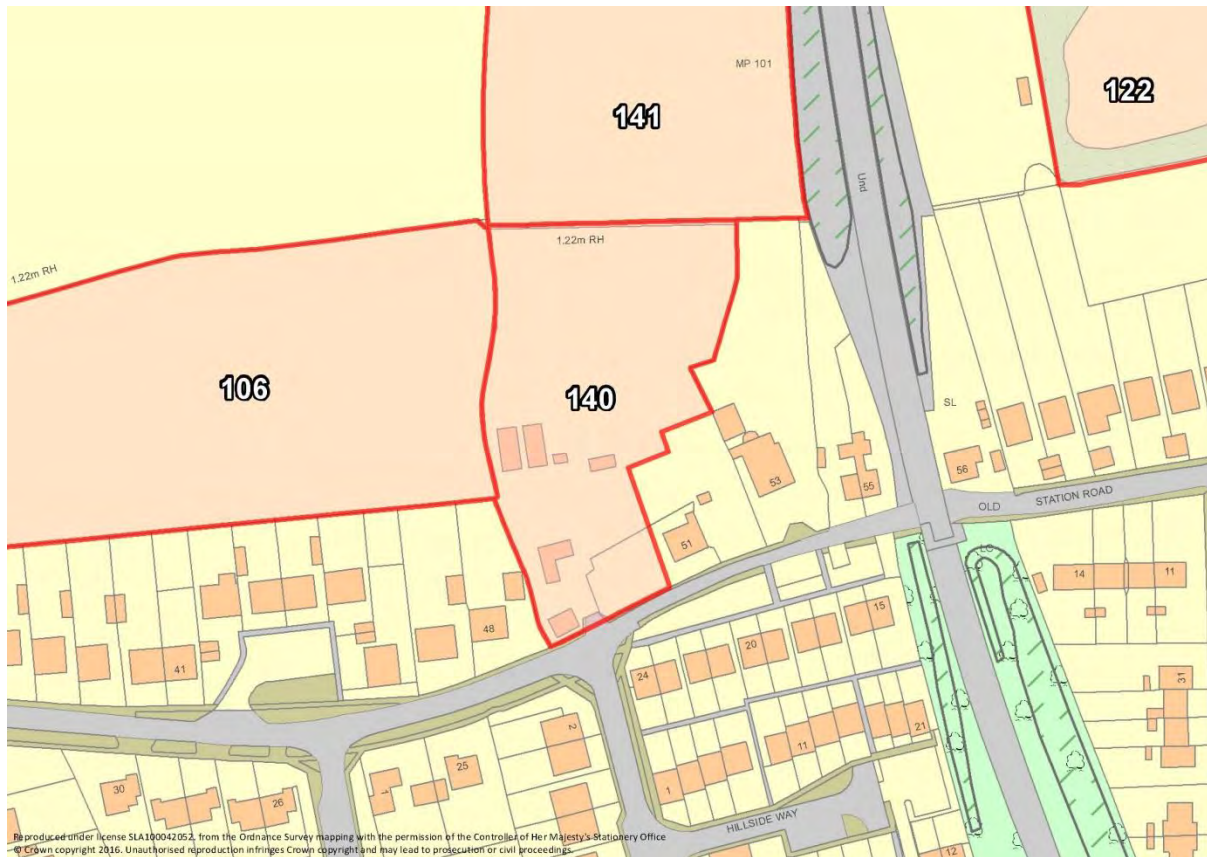 MP 101
141
122
Und
1.22m RH
1.22m RH
106
140
SL
53
55
56
STATION ROAD
OLD
51
LC
14
11
48
15
41
20
24
31
2
21
11
25
1
1
30
26
HILLSIDE WAY
12
Reproduced under license SLA100042052, from the Ordnance Survey mapping with the permission of the Controller of Her Majesty's Stationery Office
© Crown copyright 2016. Unauthorised reproduction infringes Crown copyright and may lead to prosecution or civil proceedings.